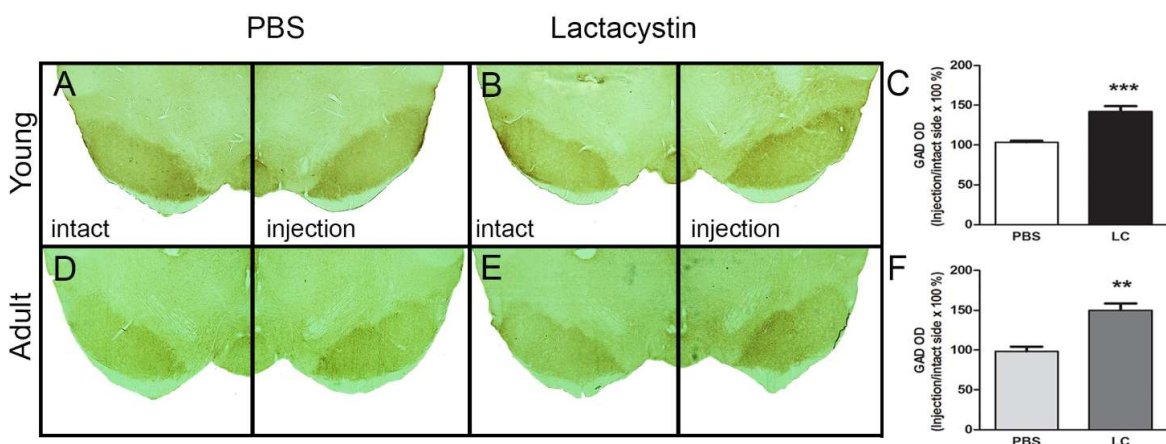 PBS
Lactacystin
Young
Adult
A
intact
injection
B
intact
injection
C
GAD OD
(Injection/intact side x 100 %)
200
150
100
50
0
***
PBS
LC
D
E
F
GAD OD
(Injection/intact side x 100%)
200
150
100
50
0
**
PBS
LC